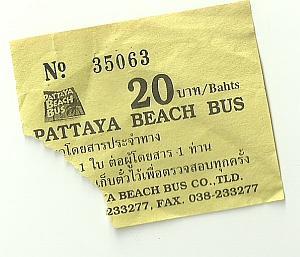 Nº 35063
PATTAYA
BEACH
BUS
20 บาท/Bahts
PATTAYA BEACH BUS
โดยสารประจำทาง
1 ใบ ต่อผู้โดยสาร 1 ท่าน
เก็บตั๋วไว้เพื่อตรวจสอบทุกครั้ง
YA BEACH BUS CO., TLD.
233277, FAX. 038-233277